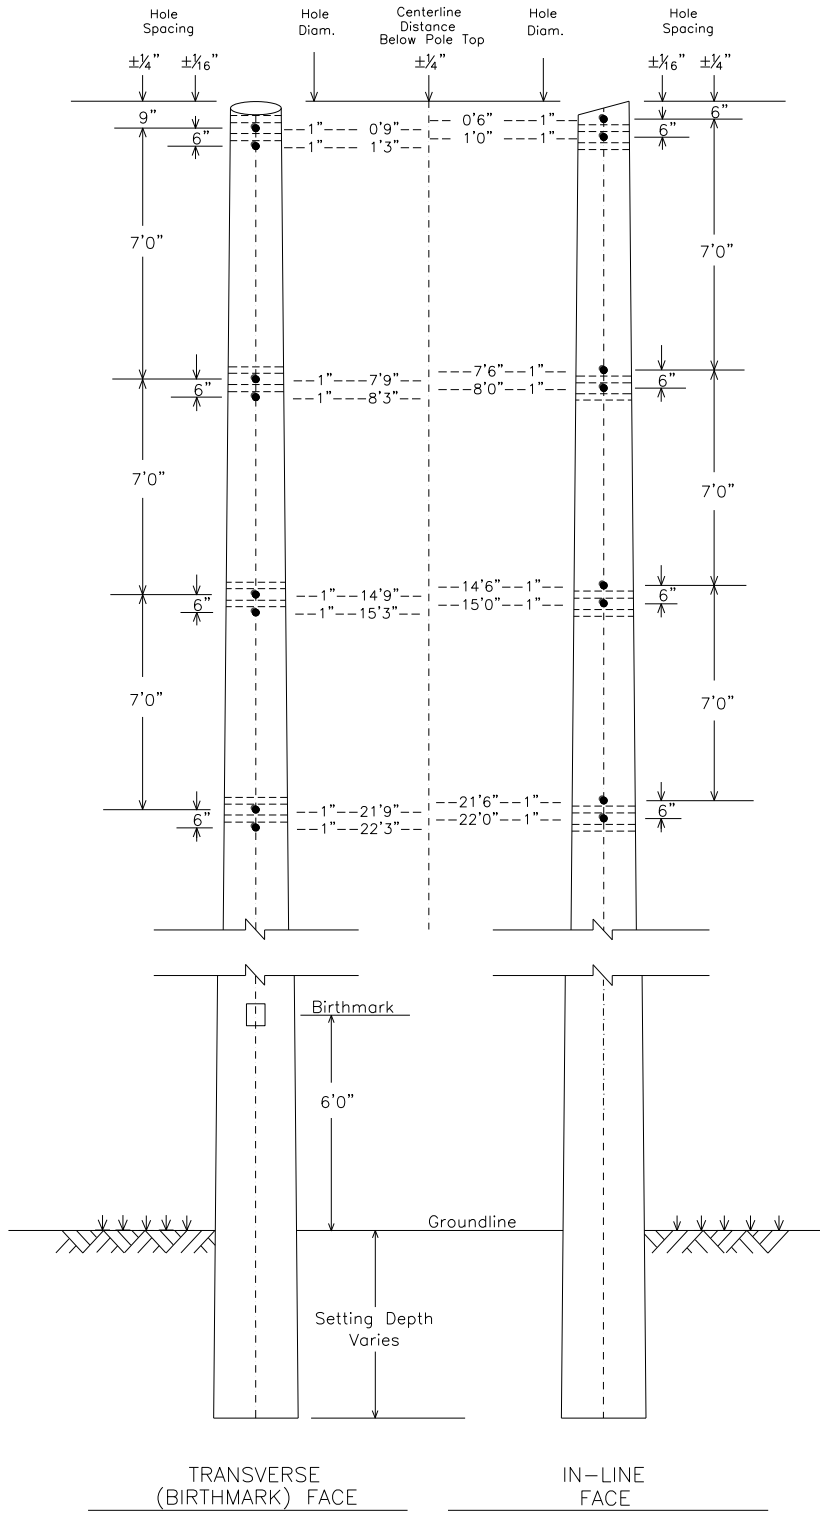 Hole
Spacing
Hole
Diam.
Centerline
Distance
Below Pole Top
Hole
Diam.
Hole
Spacing
±1/4" ±1/16" ±1/4" ±1/16" ±1/4"
9" 6" 1" 0'9" 0'6" 1" 6"
1" 1'3" 1'0" 1" 6"
7'0" 7'0"
6" 1" 7'9" 7'6" 1" 6"
1" 8'3" 8'0" 1"
7'0" 7'0"
6" 1" 14'9" 14'6" 1" 6"
1" 15'3" 15'0" 1"
7'0" 7'0"
6" 1" 21'9" 21'6" 1" 6"
1" 22'3" 22'0" 1"
Birthmark
6'0"
Groundline
Setting Depth
Varies
TRANSVERSE
(BIRTHMARK) FACE
IN-LINE
FACE